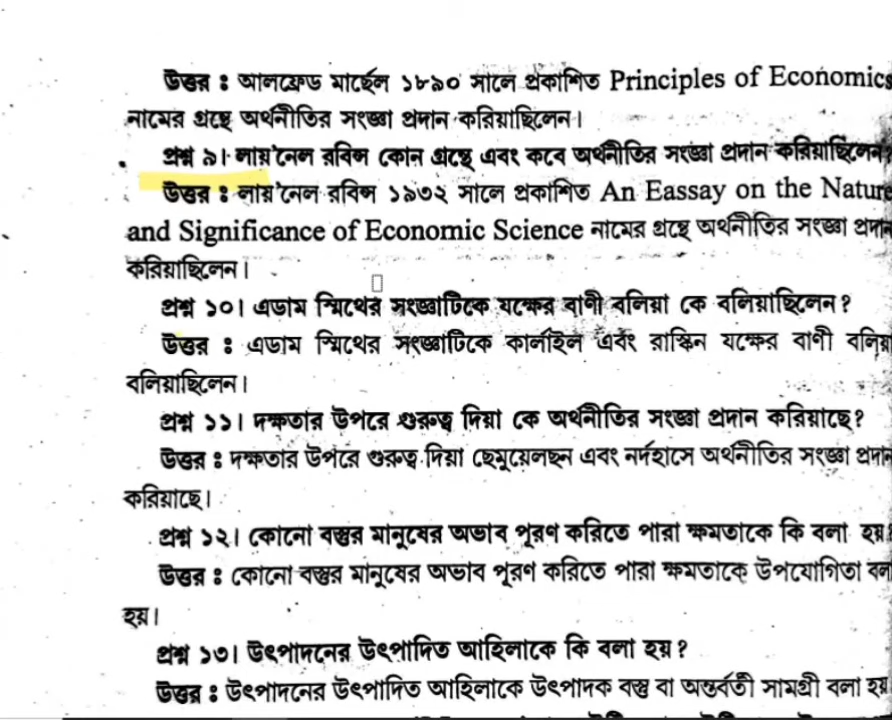 উত্তর : আলফ্রেড মার্ছেল ১৮৯০ সালে প্রকাশিত Principles of Economics
নামের গ্রন্থে অর্থনীতির সংজ্ঞা প্রদান করিয়াছিলেন।
প্রশ্ন ৯। লায়'নেল রবিন্স কোন গ্রন্থে এবং কবে অর্থনীতির সংজ্ঞা প্রদান করিয়াছিলেন?
উত্তর : লায়'নেল রবিন্স ১৯৩২ সালে প্রকাশিত An Eassay on the Natur
and Significance of Economic Science নামের গ্রন্থে অর্থনীতির সংজ্ঞা প্রদান
করিয়াছিলেন।
প্রশ্ন ১০। এডাম স্মিথের সংজ্ঞাটিকে যক্ষের বাণী বলিয়া কে বলিয়াছিলেন?
উত্তর : এডাম স্মিথের সংজ্ঞাটিকে কার্লাইল এবং রাস্কিন যক্ষের বাণী বলিয়া
বলিয়াছিলেন।
প্রশ্ন ১১। দক্ষতার উপরে গুরুত্ব দিয়া কে অর্থনীতির সংজ্ঞা প্রদান করিয়াছে?
উত্তর : দক্ষতার উপরে গুরুত্ব দিয়া ছেমুয়েলছন এবং নর্দহাসে অর্থনীতির সংজ্ঞা প্রদান
করিয়াছে।
প্রশ্ন ১২। কোনো বস্তুর মানুষের অভাব পূরণ করিতে পারা ক্ষমতাকে কি বলা হয়?
উত্তর : কোনো বস্তুর মানুষের অভাব পূরণ করিতে পারা ক্ষমতাকে উপযোগিতা বলা
হয়।
প্রশ্ন ১৩। উৎপাদনের উৎপাদিত আহিলাকে কি বলা হয়?
উত্তর : উৎপাদনের উৎপাদিত আহিলাকে উৎপাদক বস্তু বা অন্তর্বর্তী সামগ্রী বলা হয়